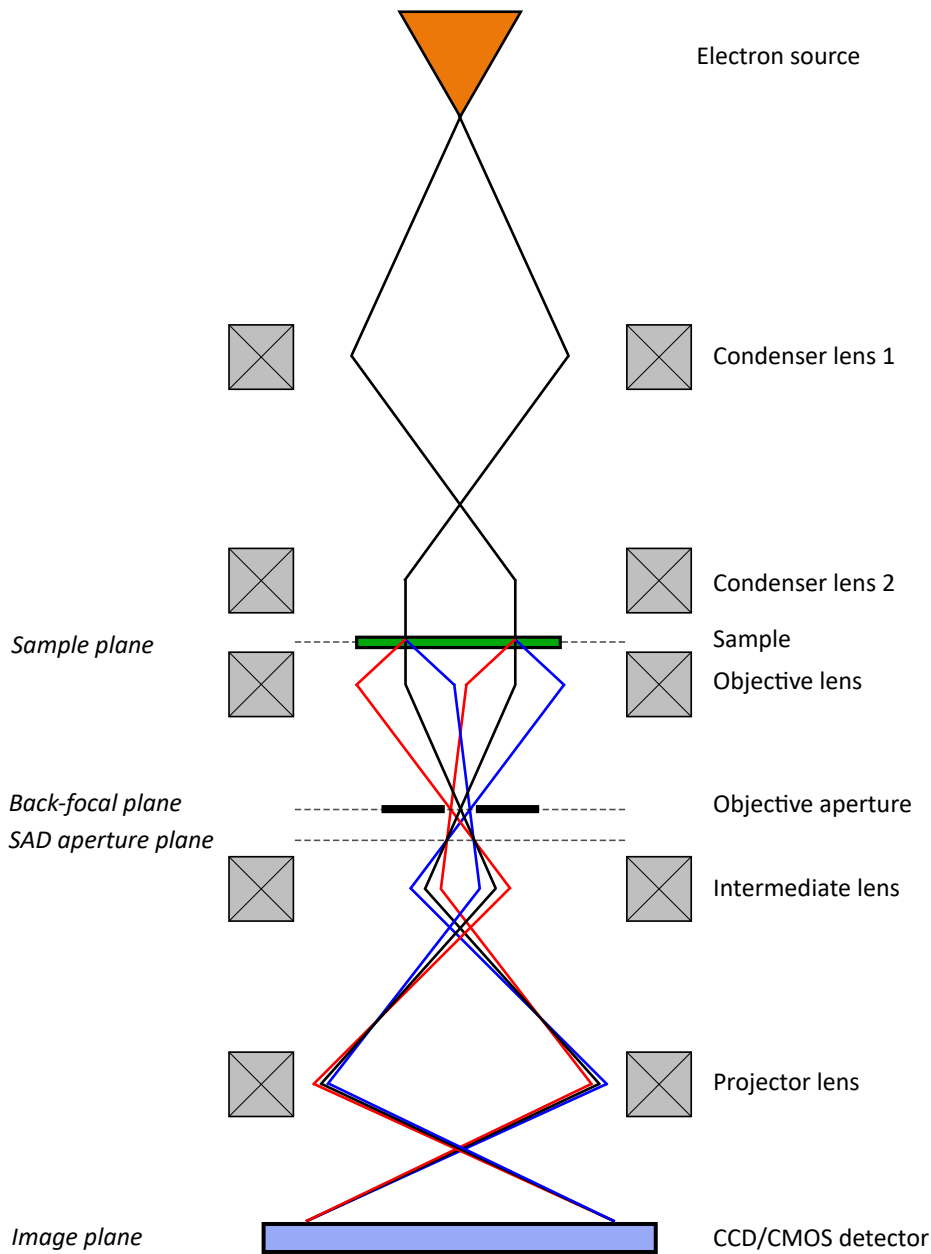 Electron source
Condenser lens 1
Condenser lens 2
Sample plane
Sample
Objective lens
Back-focal plane
Objective aperture
SAD aperture plane
Intermediate lens
Projector lens
Image plane
CCD/CMOS detector